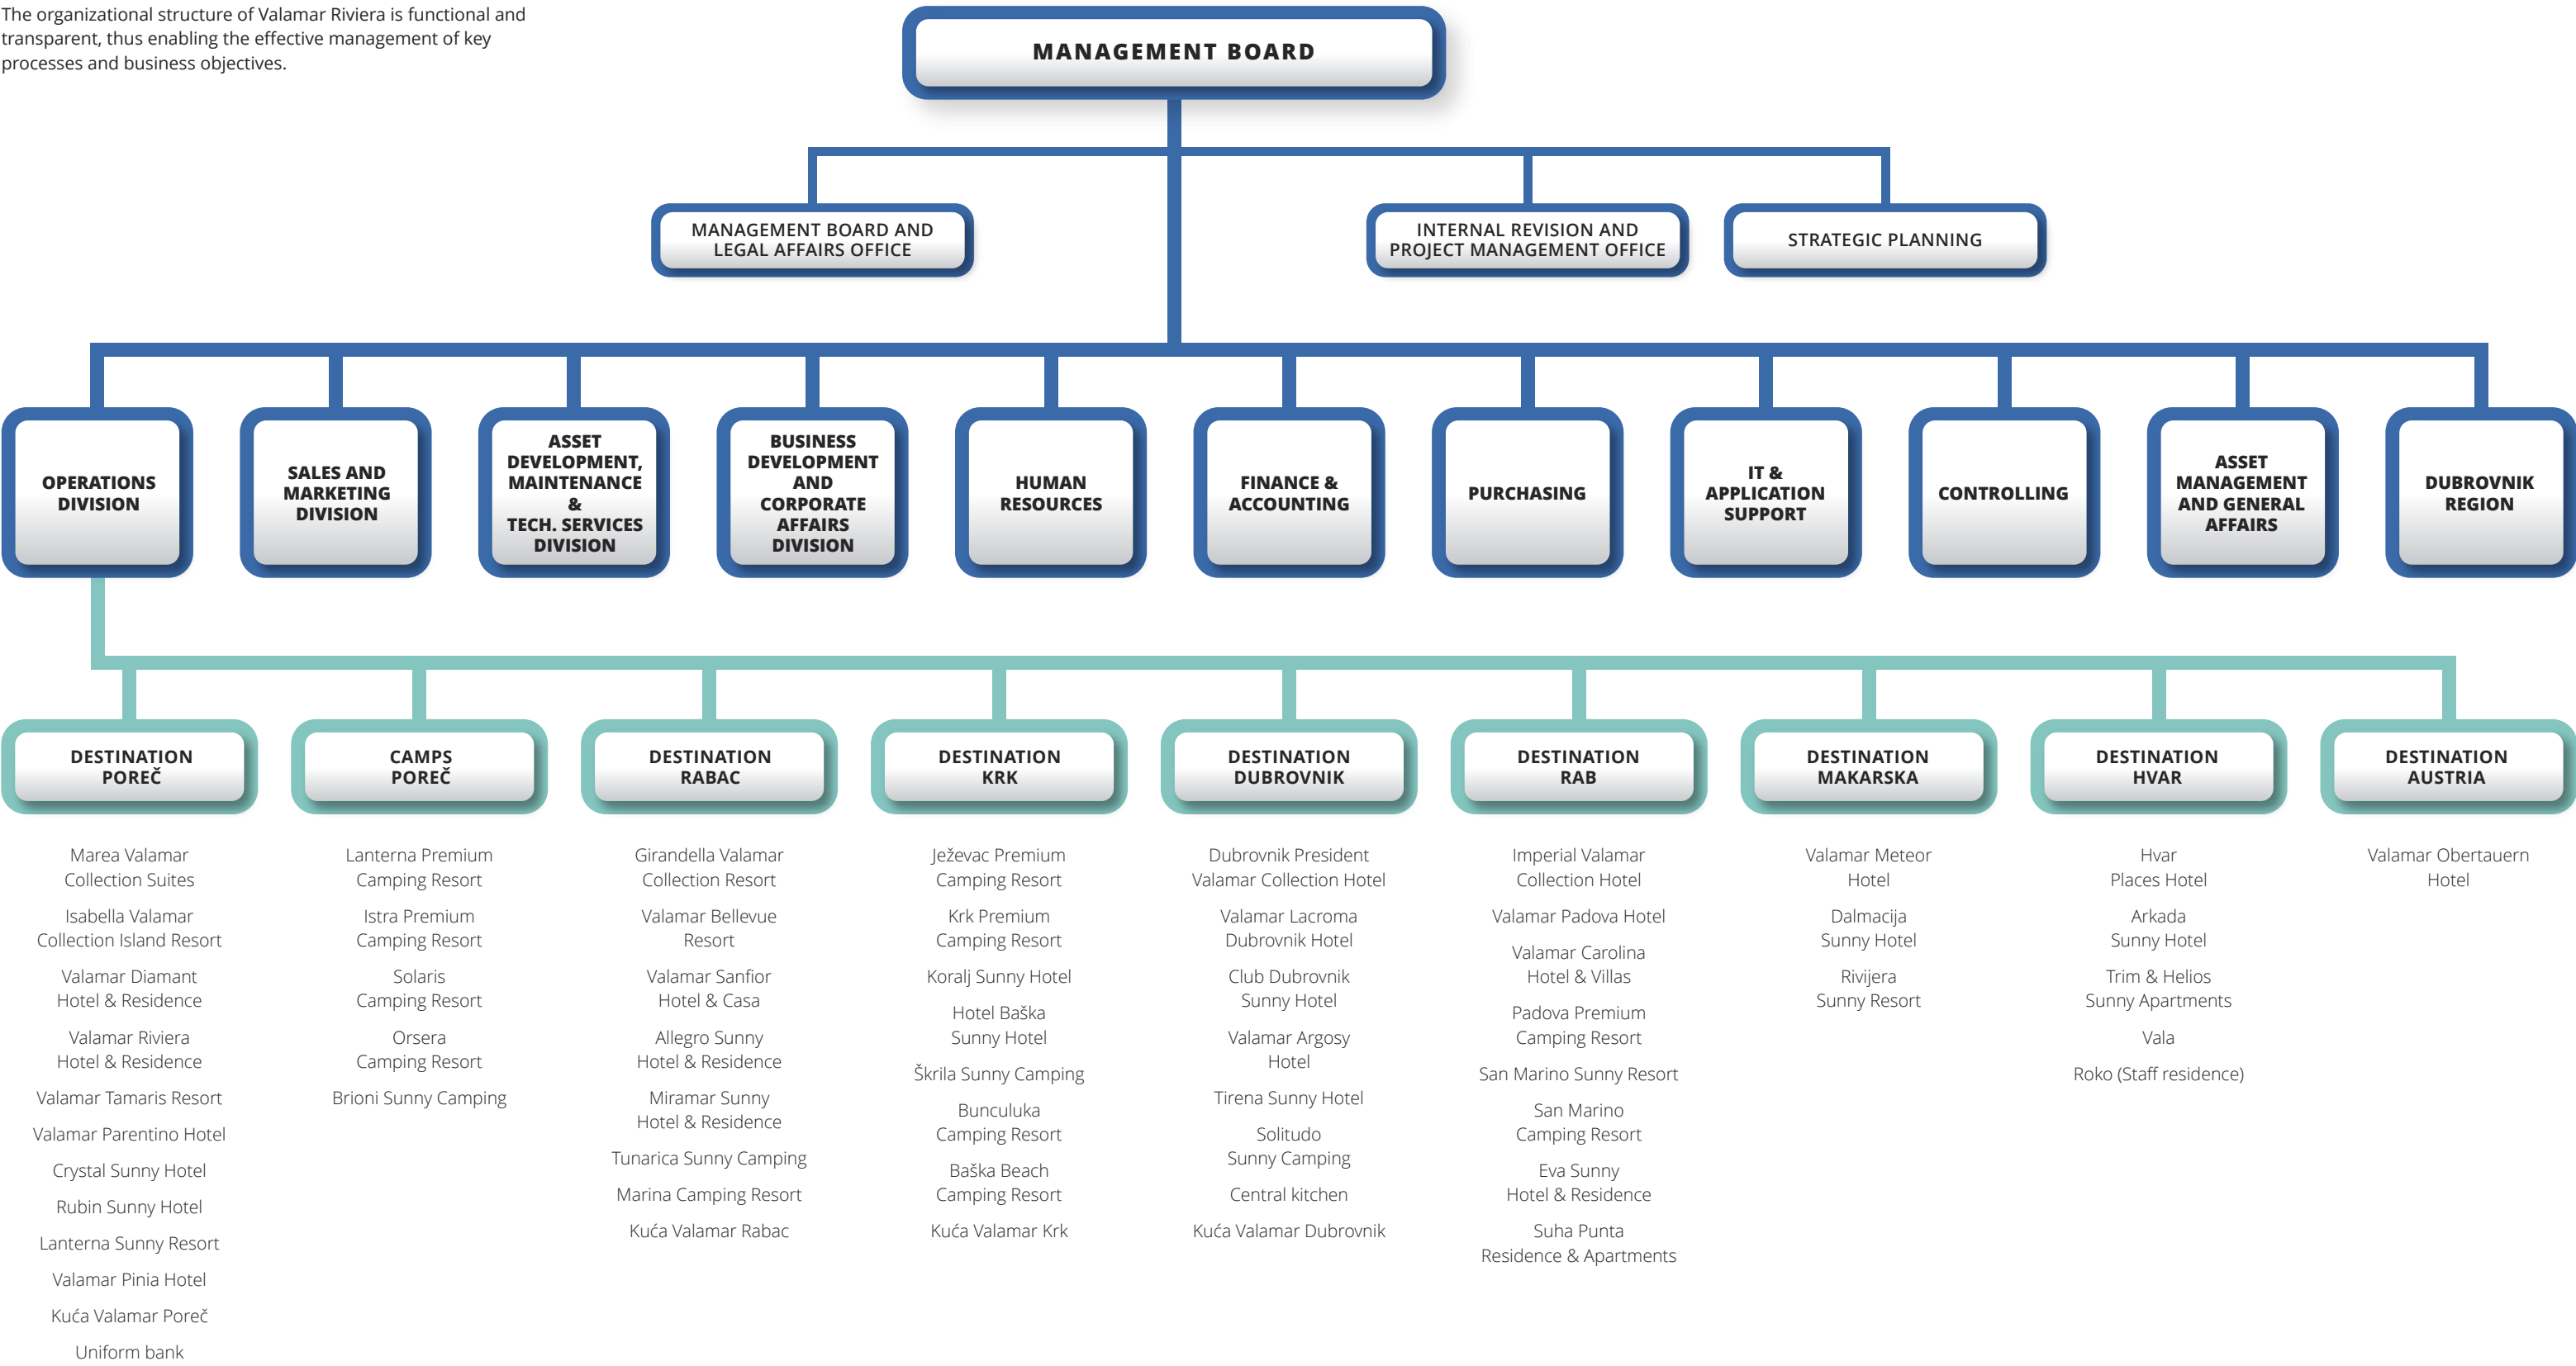 The organizational structure of Valamar Riviera is functional and
transparent, thus enabling the effective management of key
processes and business objectives.
MANAGEMENT BOARD
MANAGEMENT BOARD AND
LEGAL AFFAIRS OFFICE
INTERNAL REVISION AND
PROJECT MANAGEMENT OFFICE
STRATEGIC PLANNING
OPERATIONS
DIVISION
SALES AND
MARKETING
DIVISION
ASSET
DEVELOPMENT,
MAINTENANCE
&
TECH. SERVICES
DIVISION
BUSINESS
DEVELOPMENT
AND
CORPORATE
AFFAIRS
DIVISION
HUMAN
RESOURCES
FINANCE &
ACCOUNTING
PURCHASING
IT &
APPLICATION
SUPPORT
CONTROLLING
ASSET
MANAGEMENT
AND GENERAL
AFFAIRS
DUBROVNIK
REGION
DESTINATION
POREČ
Marea Valamar
Collection Suites
Isabella Valamar
Collection Island Resort
Valamar Diamant
Hotel & Residence
Valamar Riviera
Hotel & Residence
Valamar Tamaris Resort
Valamar Parentino Hotel
Crystal Sunny Hotel
Rubin Sunny Hotel
Lanterna Sunny Resort
Valamar Pinia Hotel
Kuća Valamar Poreč
Uniform bank
CAMPS
POREČ
Lanterna Premium
Camping Resort
Istra Premium
Camping Resort
Solaris
Camping Resort
Orsera
Camping Resort
Brioni Sunny Camping
DESTINATION
RABAC
Girandella Valamar
Collection Resort
Valamar Bellevue
Resort
Valamar Sanfior
Hotel & Casa
Allegro Sunny
Hotel & Residence
Miramar Sunny
Hotel & Residence
Tunarica Sunny Camping
Marina Camping Resort
Kuća Valamar Rabac
DESTINATION
KRK
Ježevac Premium
Camping Resort
Krk Premium
Camping Resort
Koralj Sunny Hotel
Hotel Baška
Sunny Hotel
Škrila Sunny Camping
Bunculuka
Camping Resort
Baška Beach
Camping Resort
Kuća Valamar Krk
DESTINATION
DUBROVNIK
Dubrovnik President
Valamar Collection Hotel
Valamar Lacroma
Dubrovnik Hotel
Club Dubrovnik
Sunny Hotel
Valamar Argosy
Hotel
Tirena Sunny Hotel
Solitudo
Sunny Camping
Central kitchen
Kuća Valamar Dubrovnik
DESTINATION
RAB
Imperial Valamar
Collection Hotel
Valamar Padova Hotel
Valamar Carolina
Hotel & Villas
Padova Premium
Camping Resort
San Marino Sunny Resort
San Marino
Camping Resort
Eva Sunny
Hotel & Residence
Suha Punta
Residence & Apartments
DESTINATION
MAKARSKA
Valamar Meteor
Hotel
Dalmacija
Sunny Hotel
Rivijera
Sunny Resort
DESTINATION
HVAR
Hvar
Places Hotel
Arkada
Sunny Hotel
Trim & Helios
Sunny Apartments
Vala
Roko (Staff residence)
DESTINATION
AUSTRIA
Valamar Obertauern
Hotel